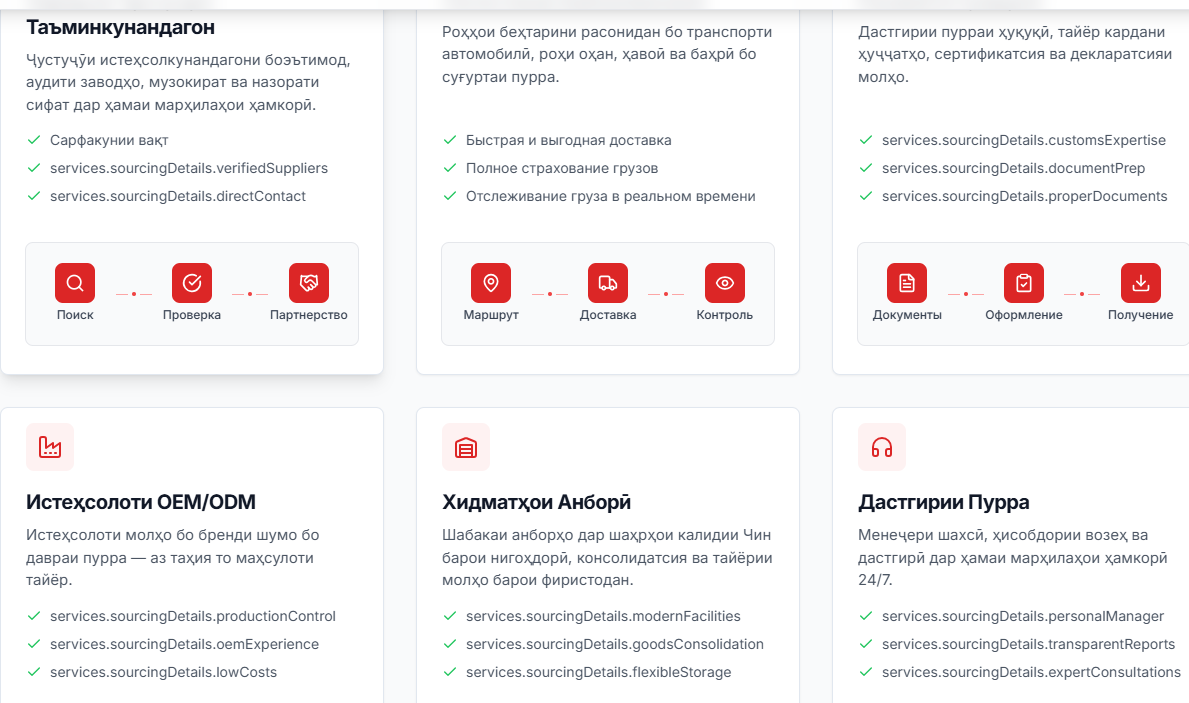 Таъминкунандагон
Ҷустуҷӯи истеҳсолкунандагони боэътимод,
аудити заводҳо, музокират ва назорати
сифат дар ҳамаи марҳилаҳои ҳамкорӣ.
Сарфакунии вақт
services.sourcingDetails.verifiedSuppliers
services.sourcingDetails.directContact
Поиск
Проверка
Партнерство
Роҳҳои беҳтарини расонидан бо транспорти
автомобилӣ, роҳи оҳан, ҳавоӣ ва баҳрӣ бо
суғуртаи пурра.
Быстрая и выгодная доставка
Полное страхование грузов
Отслеживание груза в реальном времени
Маршрут
Доставка
Контроль
Дастгирии пурраи ҳуқуқӣ, тайёр кардани
ҳуҷҷатҳо, сертификатсия ва декларатсияи
молҳо.
services.sourcingDetails.customsExpertise
services.sourcingDetails.documentPrep
services.sourcingDetails.properDocuments
Документы
Оформление
Получение
Истеҳсолоти OEM/ODM
Истеҳсолоти молҳо бо бренди шумо бо
давраи пурра — аз таҳия то маҳсулоти
тайёр.
services.sourcingDetails.productionControl
services.sourcingDetails.oemExperience
services.sourcingDetails.lowCosts
Хидматҳои Анборӣ
Шабакаи анборҳо дар шаҳрҳои калидии Чин
барои нигоҳдорӣ, консолидатсия ва тайёрии
молҳо барои фиристодан.
services.sourcingDetails.modernFacilities
services.sourcingDetails.goodsConsolidation
services.sourcingDetails.flexibleStorage
Дастгирии Пурра
Менеҷери шахсӣ, ҳисобдории возеҳ ва
дастгирӣ дар ҳамаи марҳилаҳои ҳамкорӣ
24/7.
services.sourcingDetails.personalManager
services.sourcingDetails.transparentReports
services.sourcingDetails.expertConsultations